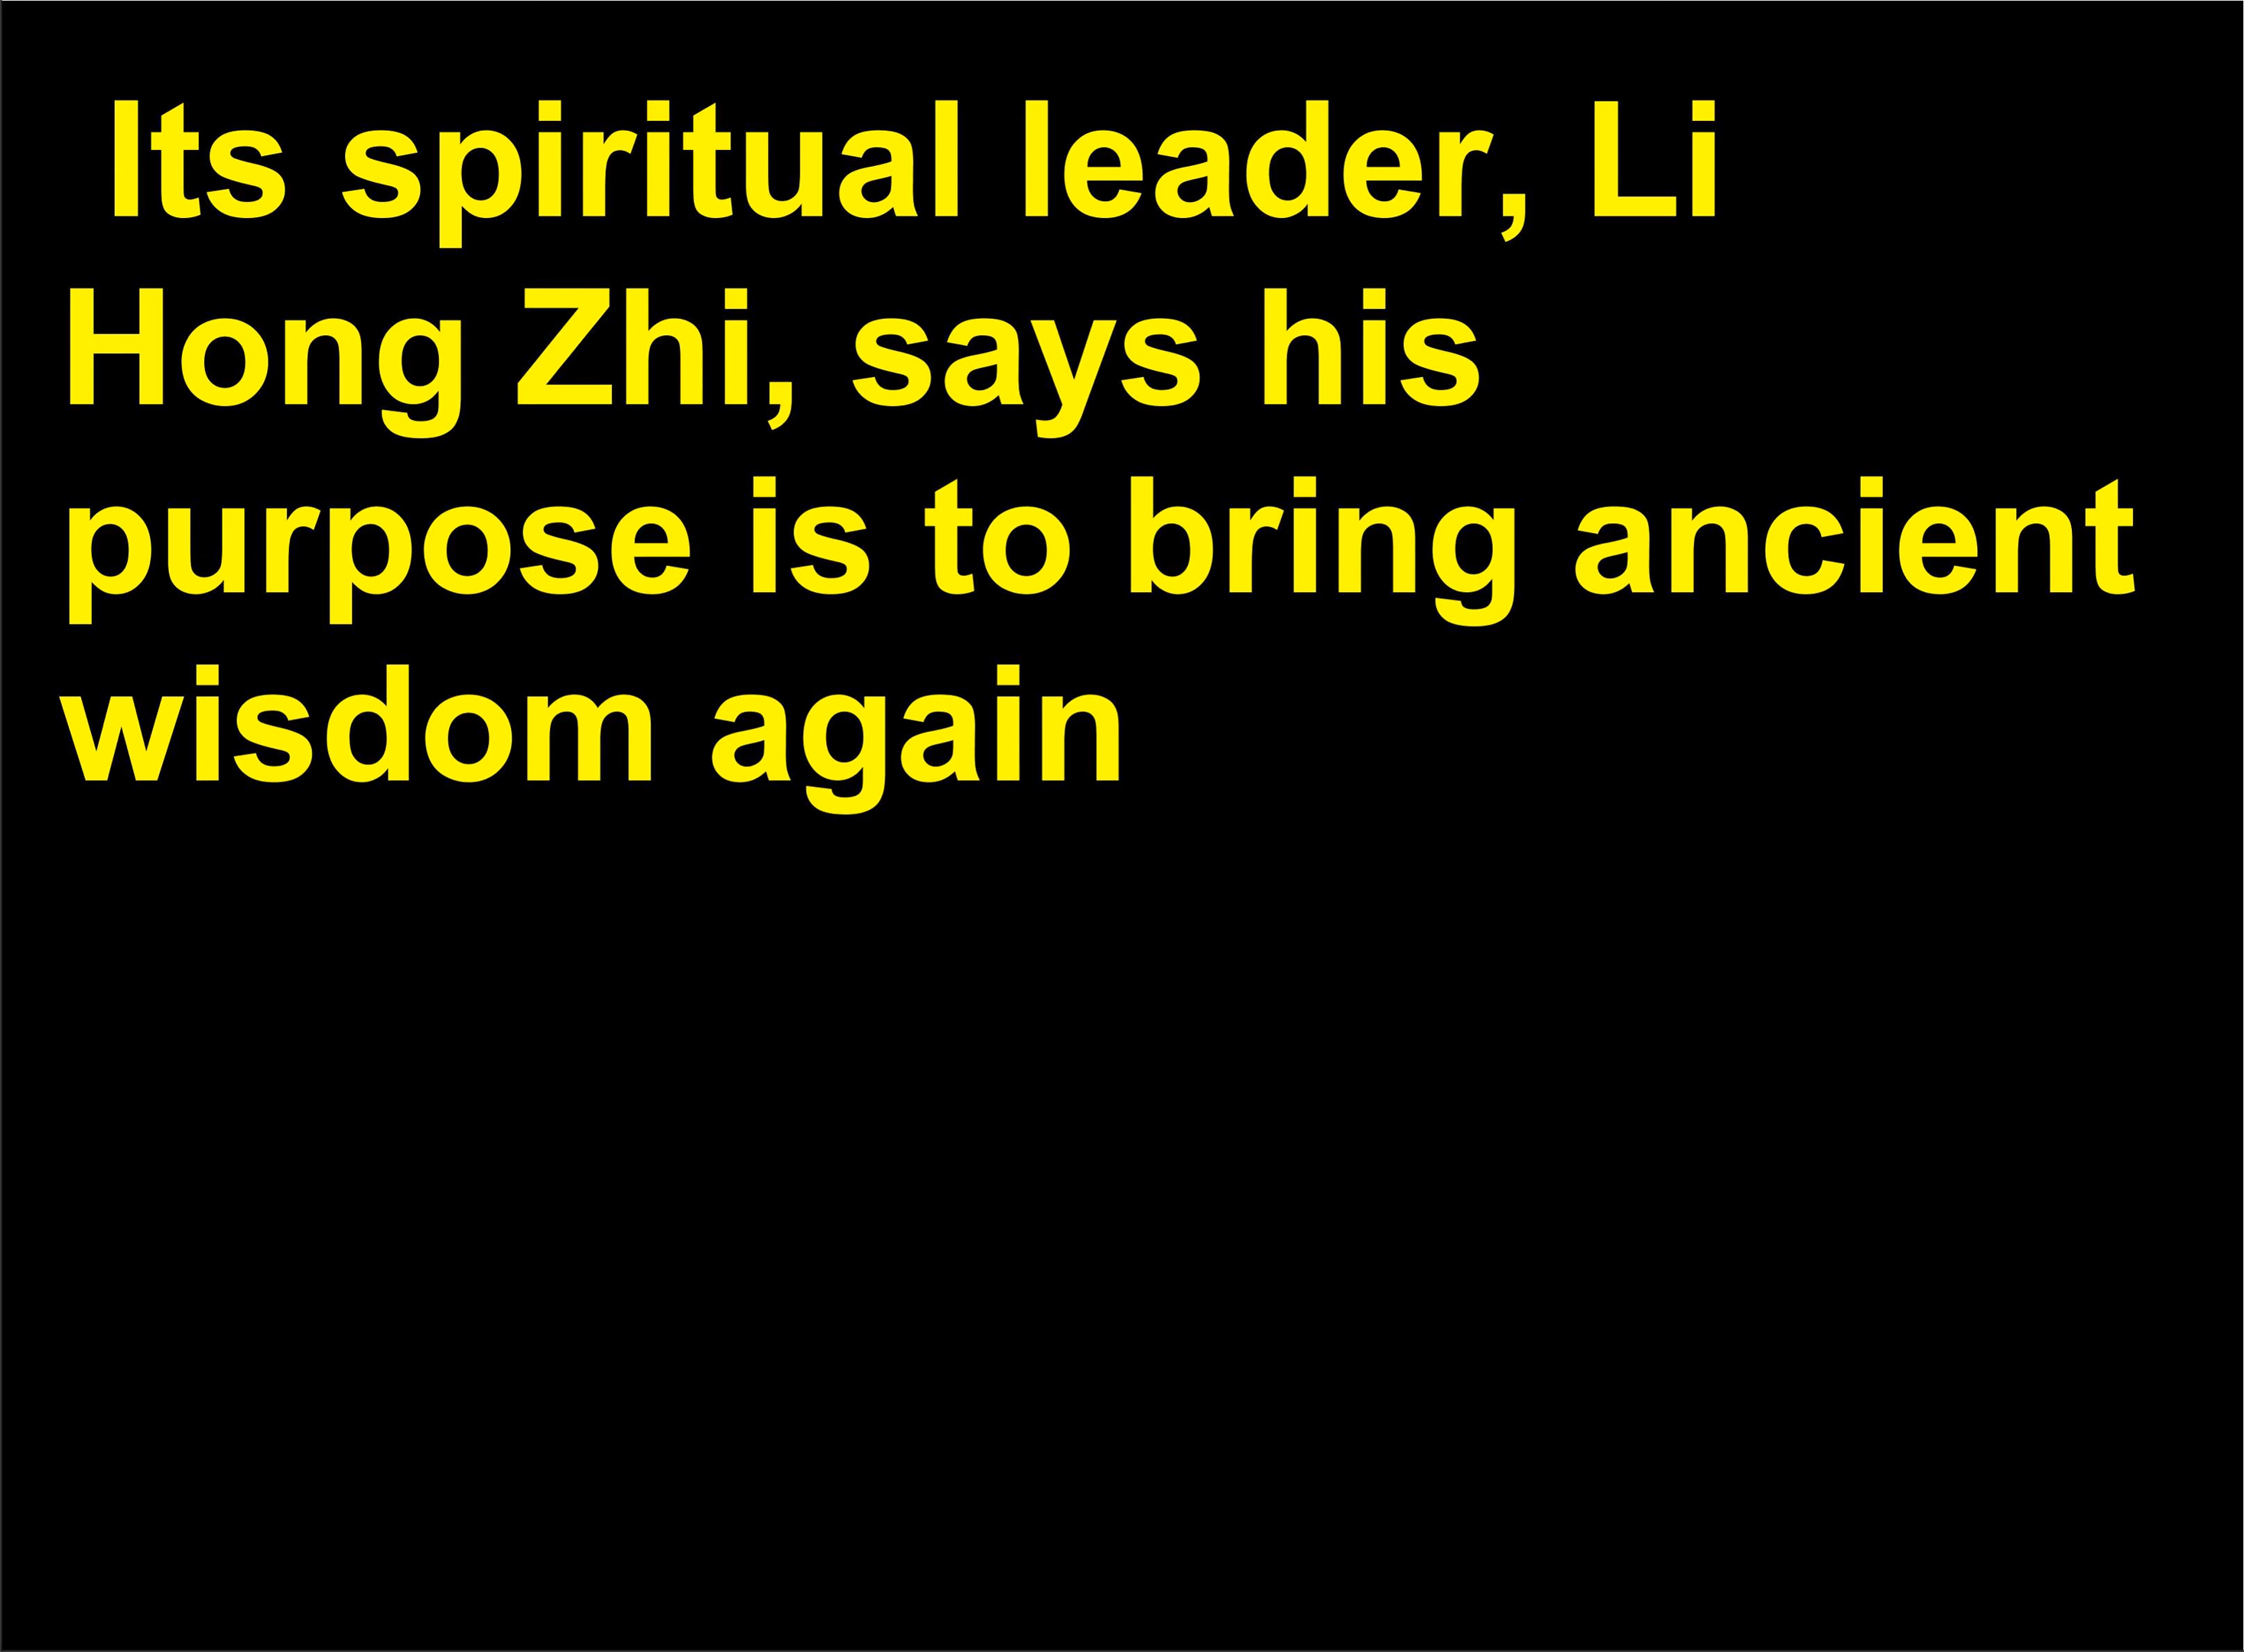 Its spiritual leader, Li
Hong Zhi, says his
purpose is to bring ancient
wisdom again